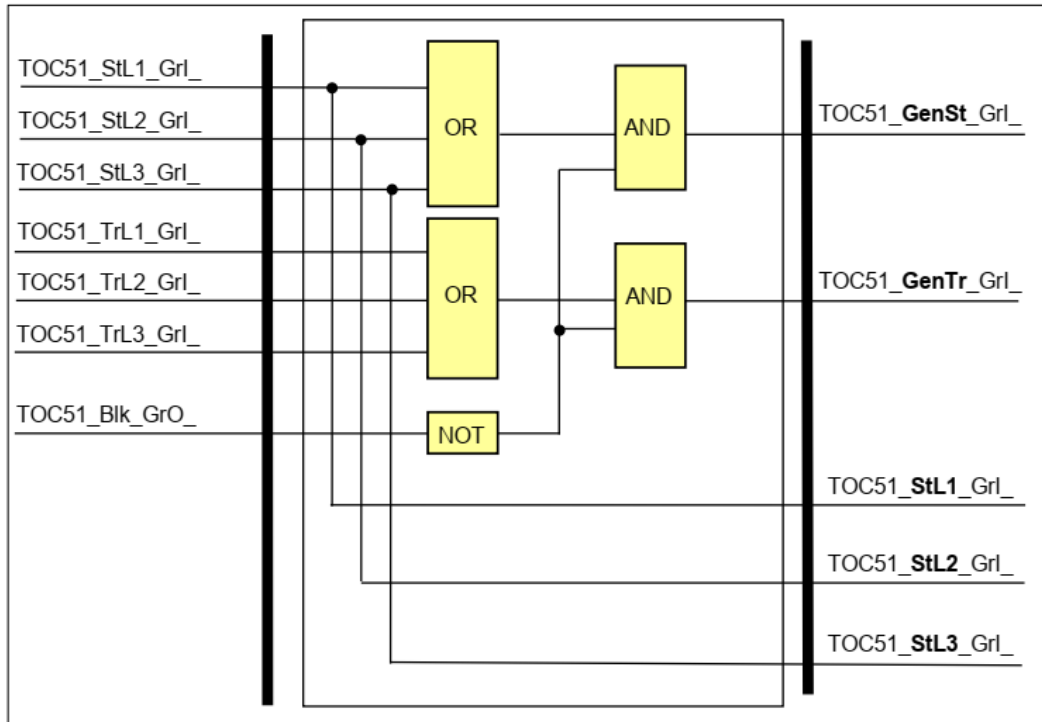 TOC51_StL1_GrI_
TOC51_StL2_GrI_
TOC51_StL3_GrI_
TOC51_TrL1_GrI_
TOC51_TrL2_GrI_
TOC51_TrL3_GrI_
TOC51_Blk_GrO_
OR
OR
NOT
AND
AND
TOC51_GenSt_GrI_
TOC51_GenTr_GrI_
TOC51_StL1_GrI_
TOC51_StL2_GrI_
TOC51_StL3_GrI_